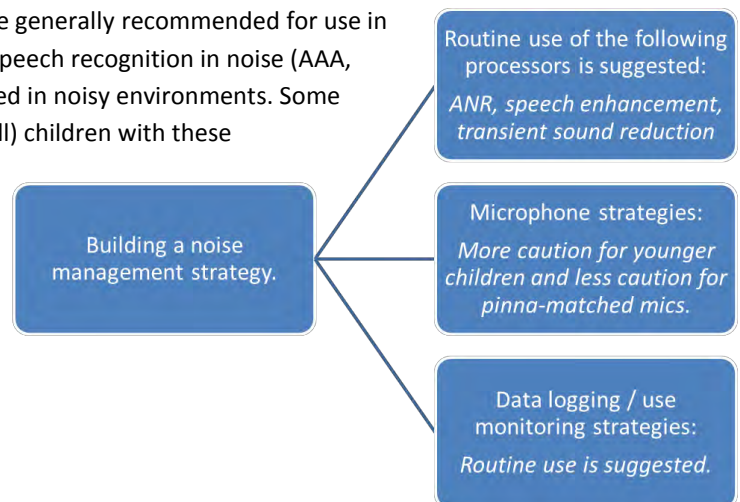 e generally recommended for use in
peech recognition in noise (AAA,
ed in noisy environments. Some
ll) children with these
Routine use of the following
processors is suggested:
ANR, speech enhancement,
transient sound reduction
Building a noise
management strategy.
Microphone strategies:
More caution for younger
children and less caution for
pinna-matched mics.
Data logging / use
monitoring strategies:
Routine use is suggested.